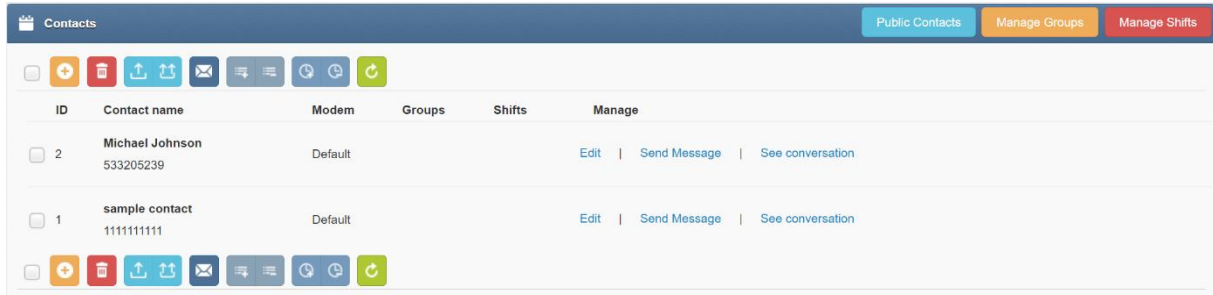 Contacts Public Contacts Manage Groups Manage Shifts
ID Contact name Modem Groups Shifts Manage
2 Michael Johnson Default Edit | Send Message | See conversation
533205239
1 sample contact Default Edit | Send Message | See conversation
1111111111